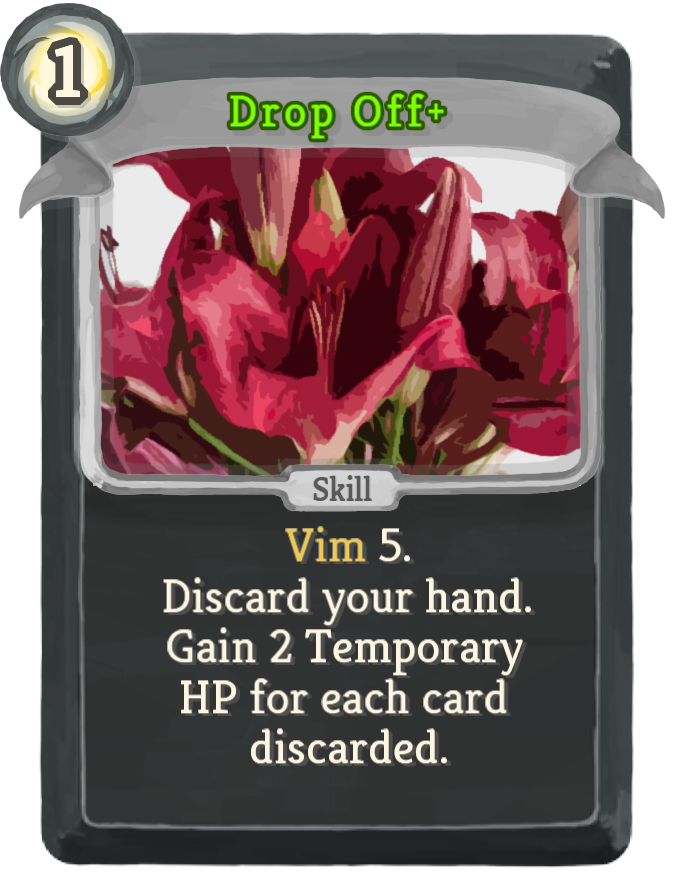 1
Drop Off+
Skill
Vim 5.
Discard your hand.
Gain 2 Temporary
HP for each card
discarded.